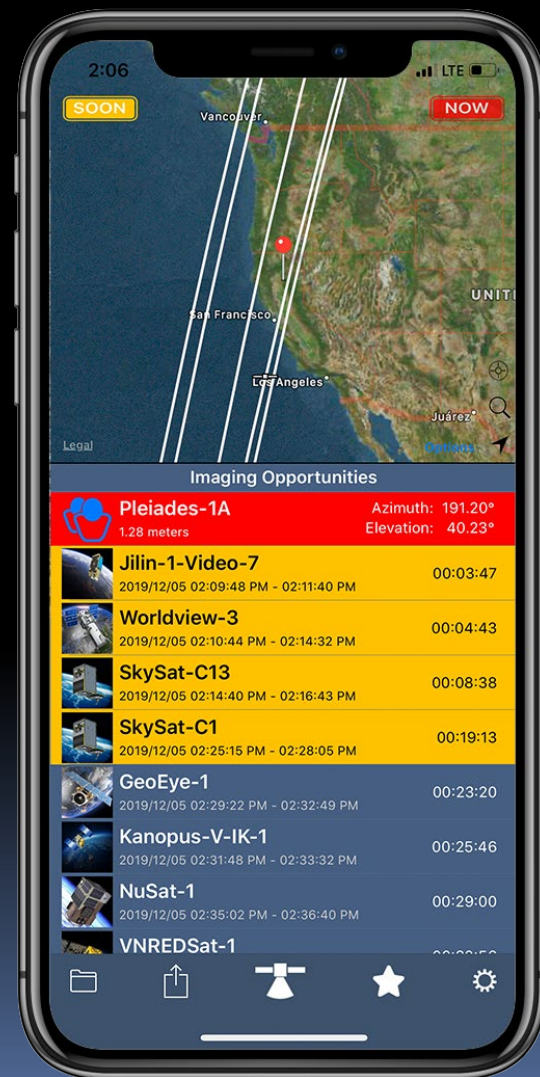 2:06
LTE
SOON
NOW
Vancouver
UNIT
San Francisco
Los Angeles
Juárez
Legal
Options
Imaging Opportunities
Pleiades-1A
Azimuth: 191.20°
1.28 meters
Elevation: 40.23°
Jilin-1-Video-7
2019/12/05 02:09:48 PM - 02:11:40 PM
00:03:47
Worldview-3
2019/12/05 02:10:44 PM - 02:14:32 PM
00:04:43
SkySat-C13
2019/12/05 02:14:40 PM - 02:16:43 PM
00:08:38
SkySat-C1
2019/12/05 02:25:15 PM - 02:28:05 PM
00:19:13
GeoEye-1
2019/12/05 02:29:22 PM - 02:32:49 PM
00:23:20
Kanopus-V-IK-1
2019/12/05 02:31:48 PM - 02:33:32 PM
00:25:46
NuSat-1
2019/12/05 02:35:02 PM - 02:36:40 PM
00:29:00
VNREDSat-1